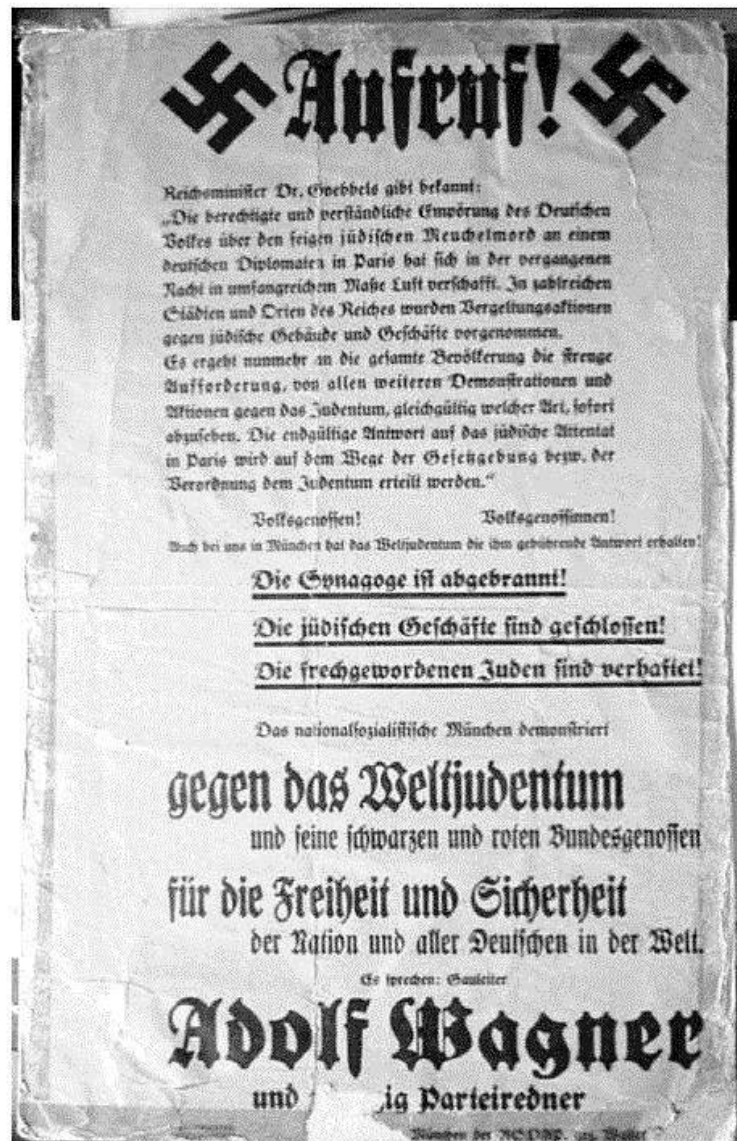 Aufruf!
Reichsminister Dr. Goebbels gibt bekannt:
„Die berechtigte und verständliche Empörung des Deutschen
Volkes über den feigen jüdischen Meuchelmord an einem
deutschen Diplomaten in Paris hat sich in der vergangenen
Nacht in umfangreichem Maße Luft verschafft. In zahlreichen
Städten und Orten des Reiches wurden Vergeltungsaktionen
gegen jüdische Gebäude und Geschäfte vorgenommen.
Es ergeht nunmehr an die gesamte Bevölkerung die strenge
Aufforderung, von allen weiteren Demonstrationen und
Aktionen gegen das Judentum, gleichgültig welcher Art, sofort
abzusehen. Die endgültige Antwort auf das jüdische Attentat
in Paris wird auf dem Wege der Gesetzgebung bezw. der
Verordnung dem Judentum erteilt werden.“
Volksgenossen! Volksgenossinnen!
Auch bei uns in München hat das Weltjudentum die ihm gebührende Antwort erhalten!
Die Synagoge ist abgebrannt!
Die jüdischen Geschäfte sind geschlossen!
Die frechgewordenen Juden sind verhaftet!
Das nationalsozialistische München demonstriert
gegen das Weltjudentum
und seine schwarzen und roten Bundesgenossen
für die Freiheit und Sicherheit
der Nation und aller Deutschen in der Welt.
Es sprechen: Gauleiter
Adolf Wagner
und ig Parteiredner
München der NSDAP.